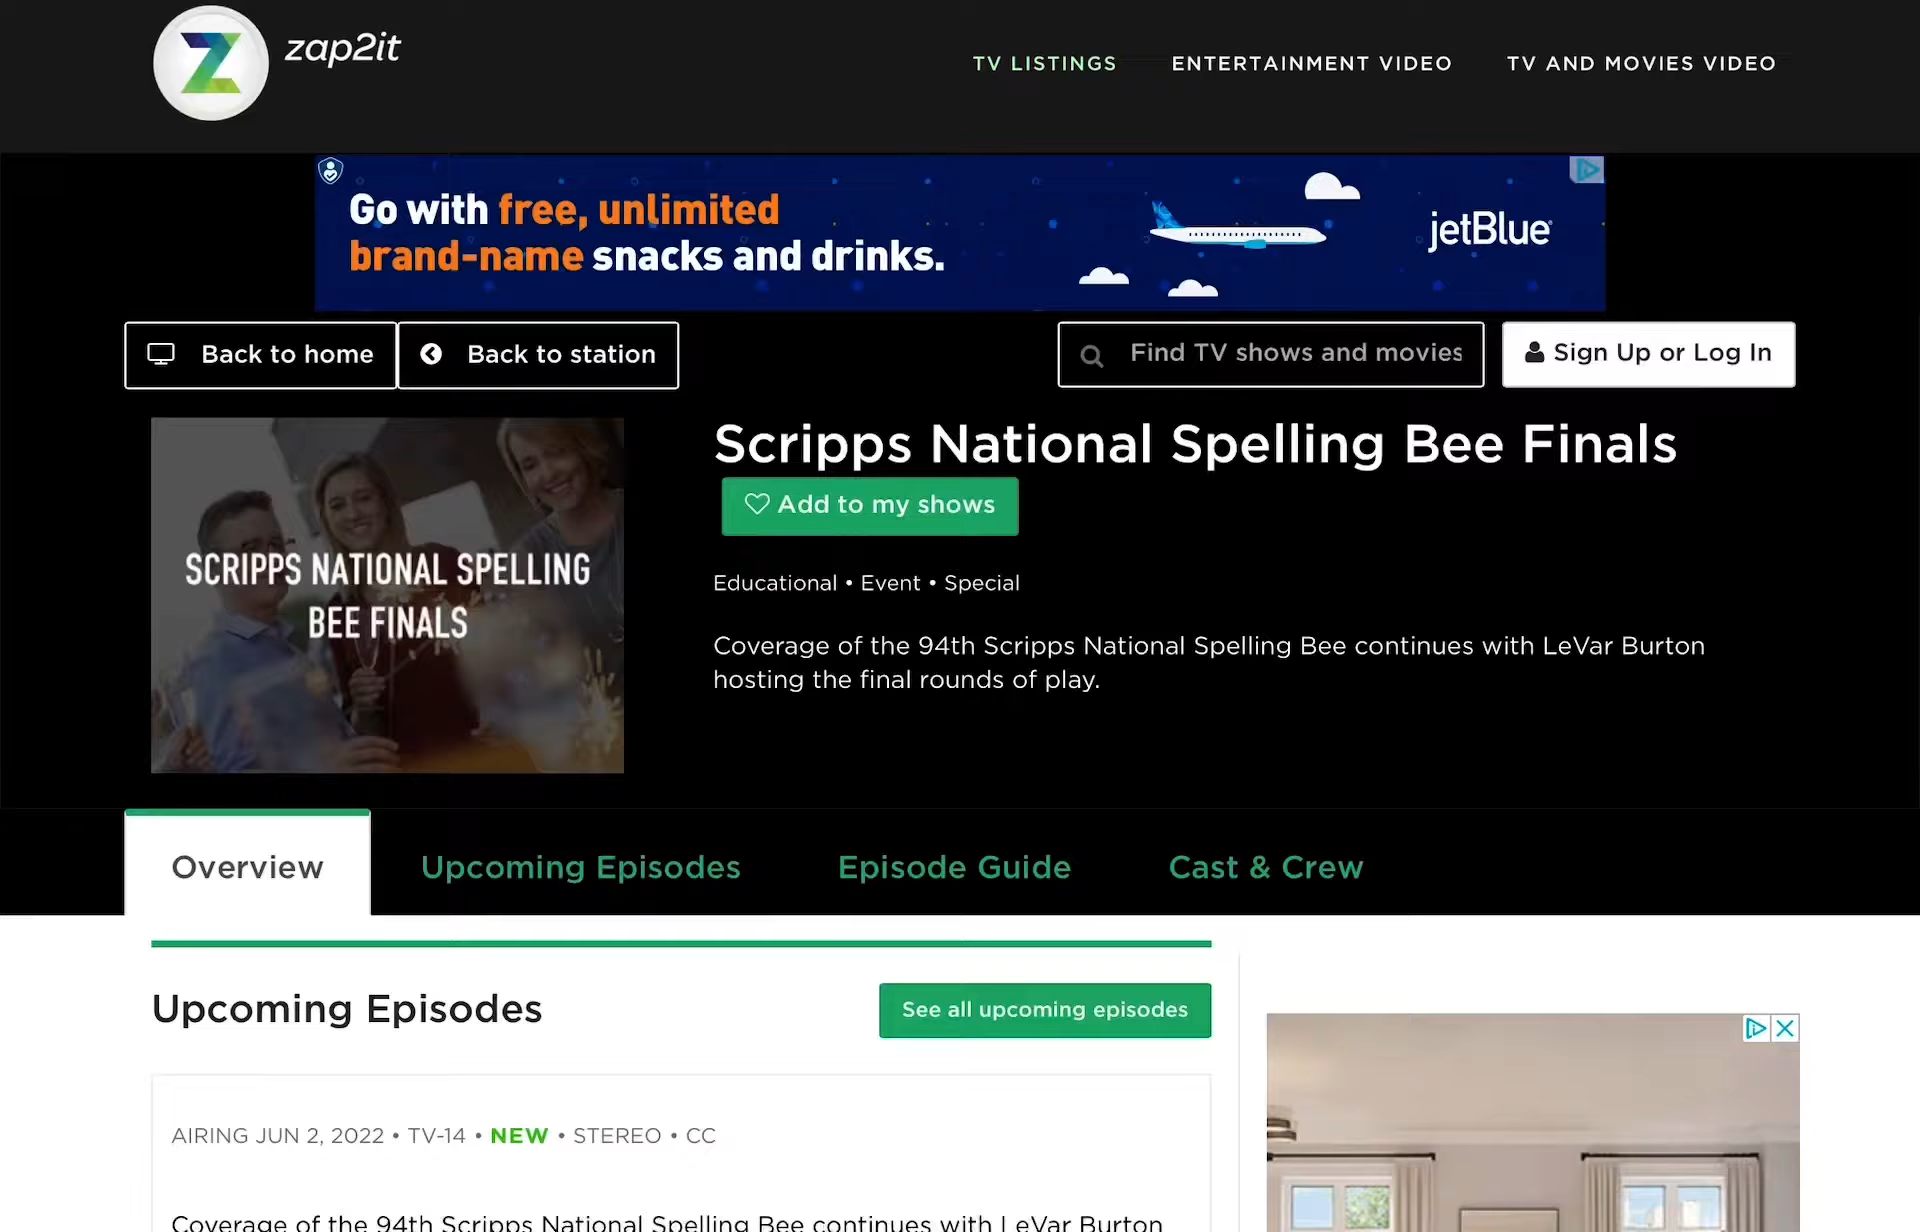 zap2it
TV LISTINGS
ENTERTAINMENT VIDEO
TV AND MOVIES VIDEO
Go with free, unlimited
brand-name snacks and drinks.
jetBlue
Back to home
Back to station
Find TV shows and movies
Sign Up or Log In
SCRIPPS NATIONAL SPELLING
BEE FINALS
Scripps National Spelling Bee Finals
Add to my shows
Educational • Event • Special
Coverage of the 94th Scripps National Spelling Bee continues with LeVar Burton
hosting the final rounds of play.
Overview
Upcoming Episodes
Episode Guide
Cast & Crew
Upcoming Episodes
See all upcoming episodes
AIRING JUN 2, 2022 • TV-14 • NEW • STEREO • CC
Coverage of the 94th Scripps National Spelling Bee continues with LeVar Burton